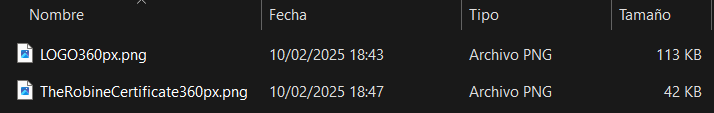 Nombre Fecha Tipo Tamaño
LOGO360px.png 10/02/2025 18:43 Archivo PNG 113 KB
TheRobineCertificate360px.png 10/02/2025 18:47 Archivo PNG 42 KB